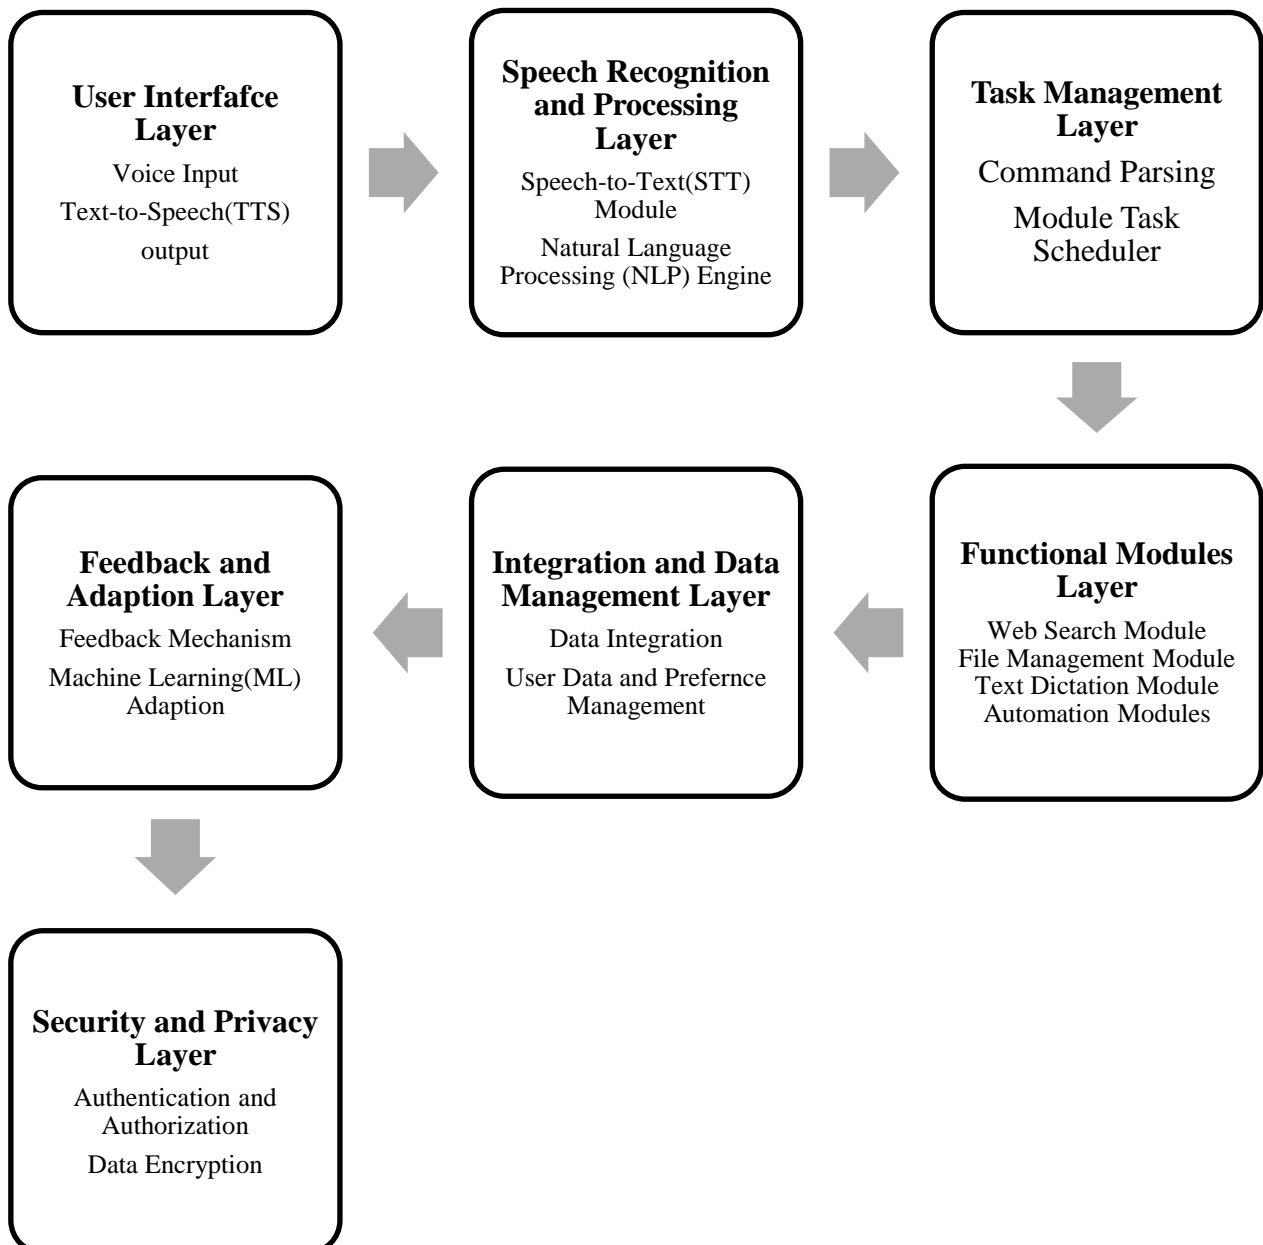 User Interfafce
Layer
Voice Input
Text-to-Speech(TTS)
output
Speech Recognition
and Processing
Layer
Speech-to-Text(STT)
Module
Natural Language
Processing (NLP) Engine
Task Management
Layer
Command Parsing
Module Task
Scheduler
Functional Modules
Layer
Web Search Module
File Management Module
Text Dictation Module
Automation Modules
Integration and Data
Management Layer
Data Integration
User Data and Prefernce
Management
Feedback and
Adaption Layer
Feedback Mechanism
Machine Learning(ML)
Adaption
Security and Privacy
Layer
Authentication and
Authorization
Data Encryption